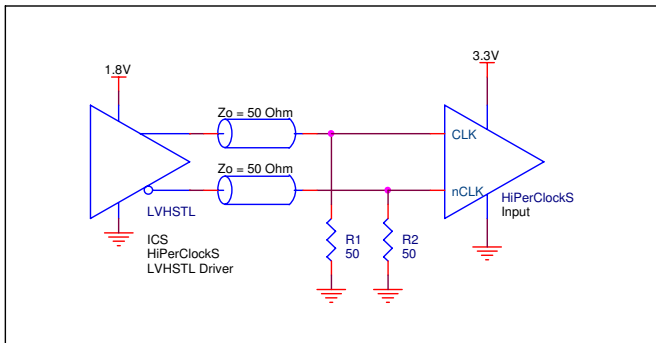 1.8V
3.3V
Zo = 50 Ohm
CLK
Zo = 50 Ohm
nCLK
HiPerClockS
Input
LVHSTL
ICS
HiPerClockS
LVHSTL Driver
R1
50
R2
50